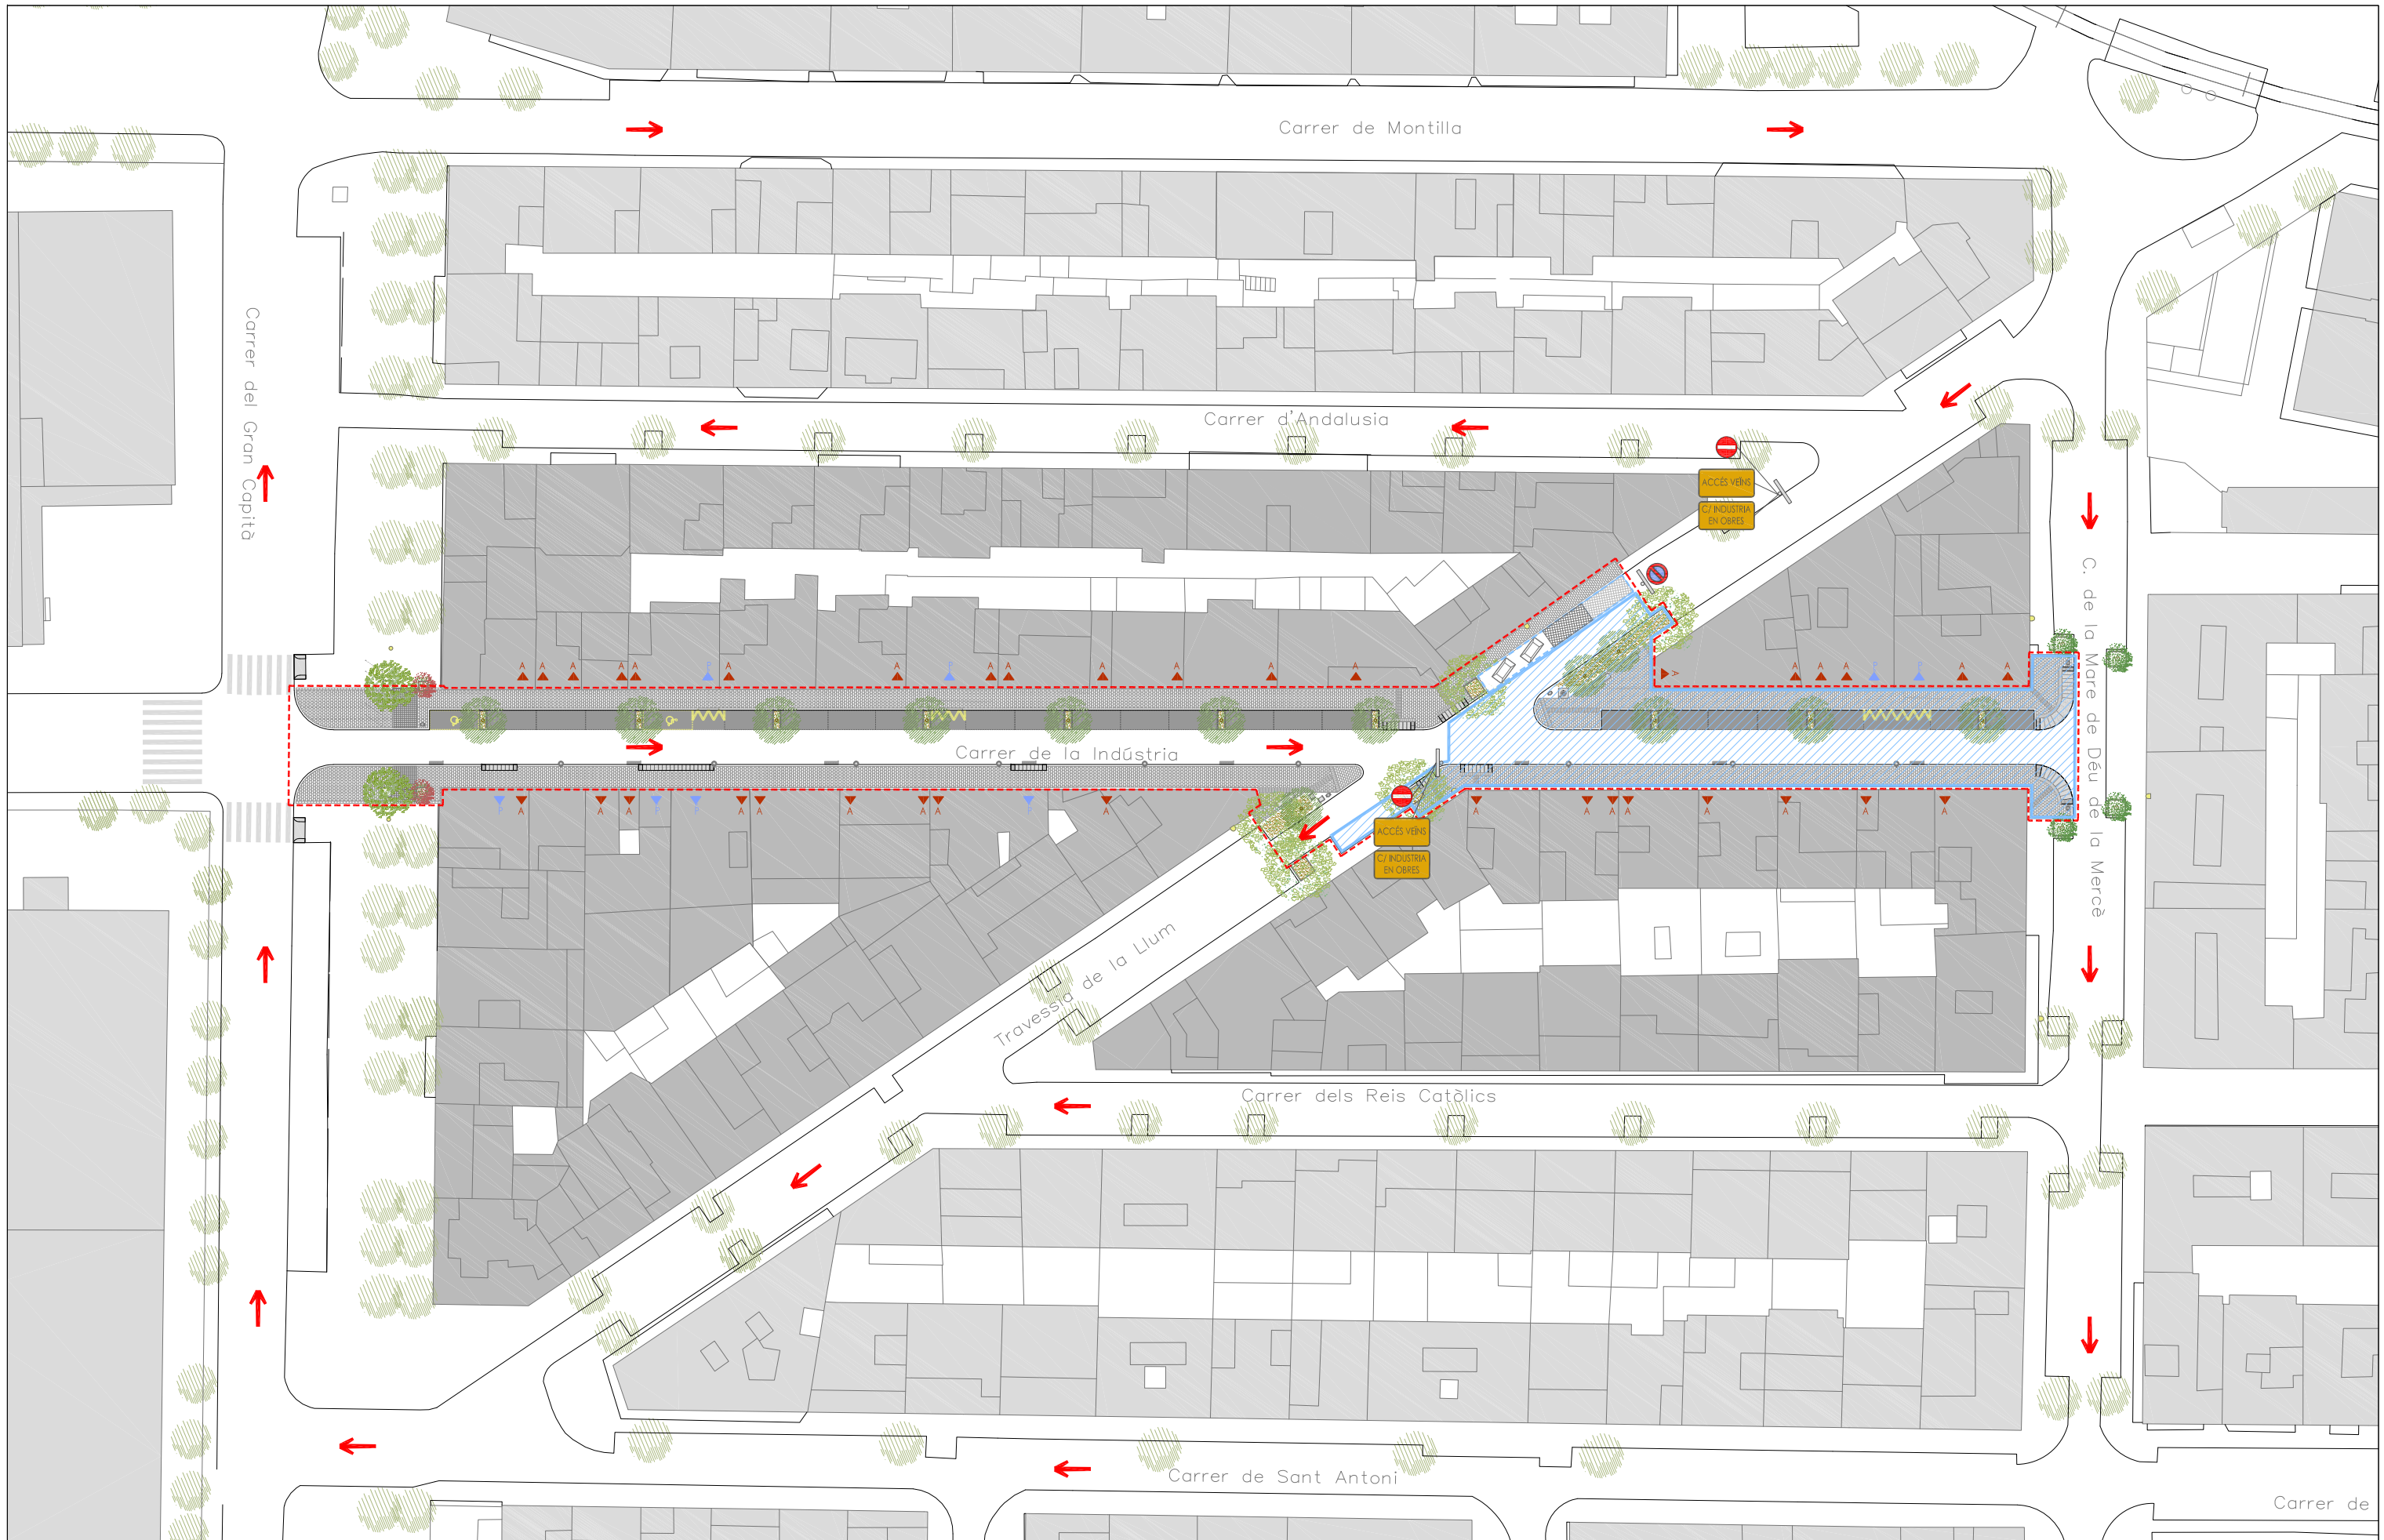 Carrer de Montilla
Carrer del Gran Capità
Carrer d'Andalusia
ACCÉS VEÏNS
C/ INDUSTRIA
EN OBRES
C. de la Mare de Déu de la Mercè
A
A
A
A
A
P
A
A
P
A
A
A
A
A
A
A
A
A
A
P
P
A
A
Carrer de la Indústria
P
A
A
A
P
P
A
A
A
A
A
P
A
A
A
A
A
A
A
A
A
ACCÉS VEÏNS
C/ INDUSTRIA
EN OBRES
Travessia de la Llum
Carrer dels Reis Catòlics
Carrer de Sant Antoni
Carrer de